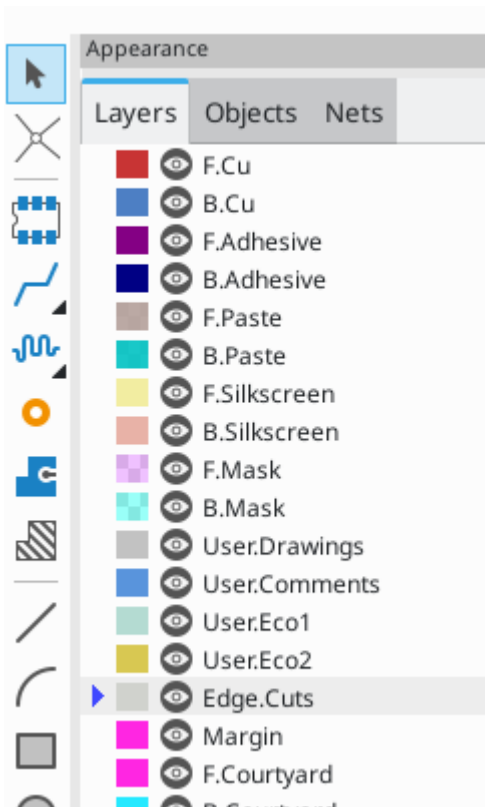 Appearance
Layers Objects Nets
F.Cu
B.Cu
F.Adhesive
B.Adhesive
F.Paste
B.Paste
F.Silkscreen
B.Silkscreen
F.Mask
B.Mask
User.Drawings
User.Comments
User.Eco1
User.Eco2
Edge.Cuts
Margin
F.Courtyard
B.Courtyard